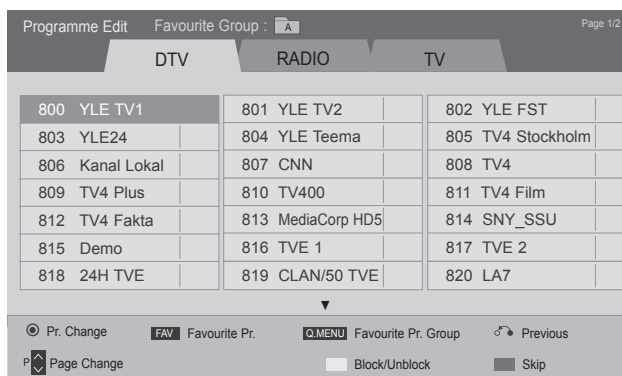 Programme Edit Favourite Group : A Page 1/2
DTV RADIO TV
800 YLE TV1 801 YLE TV2 802 YLE FST
803 YLE24 804 YLE Teema 805 TV4 Stockholm
806 Kanal Lokal 807 CNN 808 TV4
809 TV4 Plus 810 TV400 811 TV4 Film
812 TV4 Fakta 813 MediaCorp HD5 814 SNY_SSU
815 Demo 816 TVE 1 817 TVE 2
818 24H TVE 819 CLAN/50 TVE 820 LA7
▼
Pr. Change FAV Favourite Pr. Q.MENU Favourite Pr. Group Previous
P Page Change Block/Unblock Skip